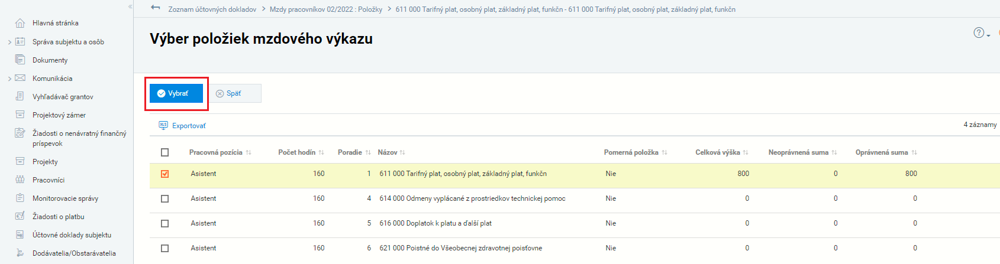 Zoznam účtovných dokladov > Mzdy pracovníkov 02/2022 : Položky > 611 000 Tarifný plat, osobný plat, základný plat, funkčn - 611 000 Tarifný plat, osobný plat, základný plat, funkčn
Hlavná stránka
Správa subjektu a osôb
Dokumenty
Komunikácia
Vyhľadávač grantov
Projektový zámer
Žiadosti o nenávratný finančný
príspevok
Projekty
Pracovníci
Monitorovacie správy
Žiadosti o platbu
Účtovné doklady subjektu
Dodávatelia/Obstarávatelia
Výber položiek mzdového výkazu
?
Vybrať Späť
XLS Exportovať 4 záznamy
Pracovná pozícia Počet hodín Poradie Názov Pomerná položka Celková výška Neoprávnená suma Oprávnená suma
Asistent 160 1 611 000 Tarifný plat, osobný plat, základný plat, funkčn Nie 800 0 800
Asistent 160 4 614 000 Odmeny vyplácané z prostriedkov technickej pomoc Nie 0 0 0
Asistent 160 5 616 000 Doplatok k platu a ďalší plat Nie 0 0 0
Asistent 160 6 621 000 Poistné do Všeobecnej zdravotnej poisťovne Nie 0 0 0